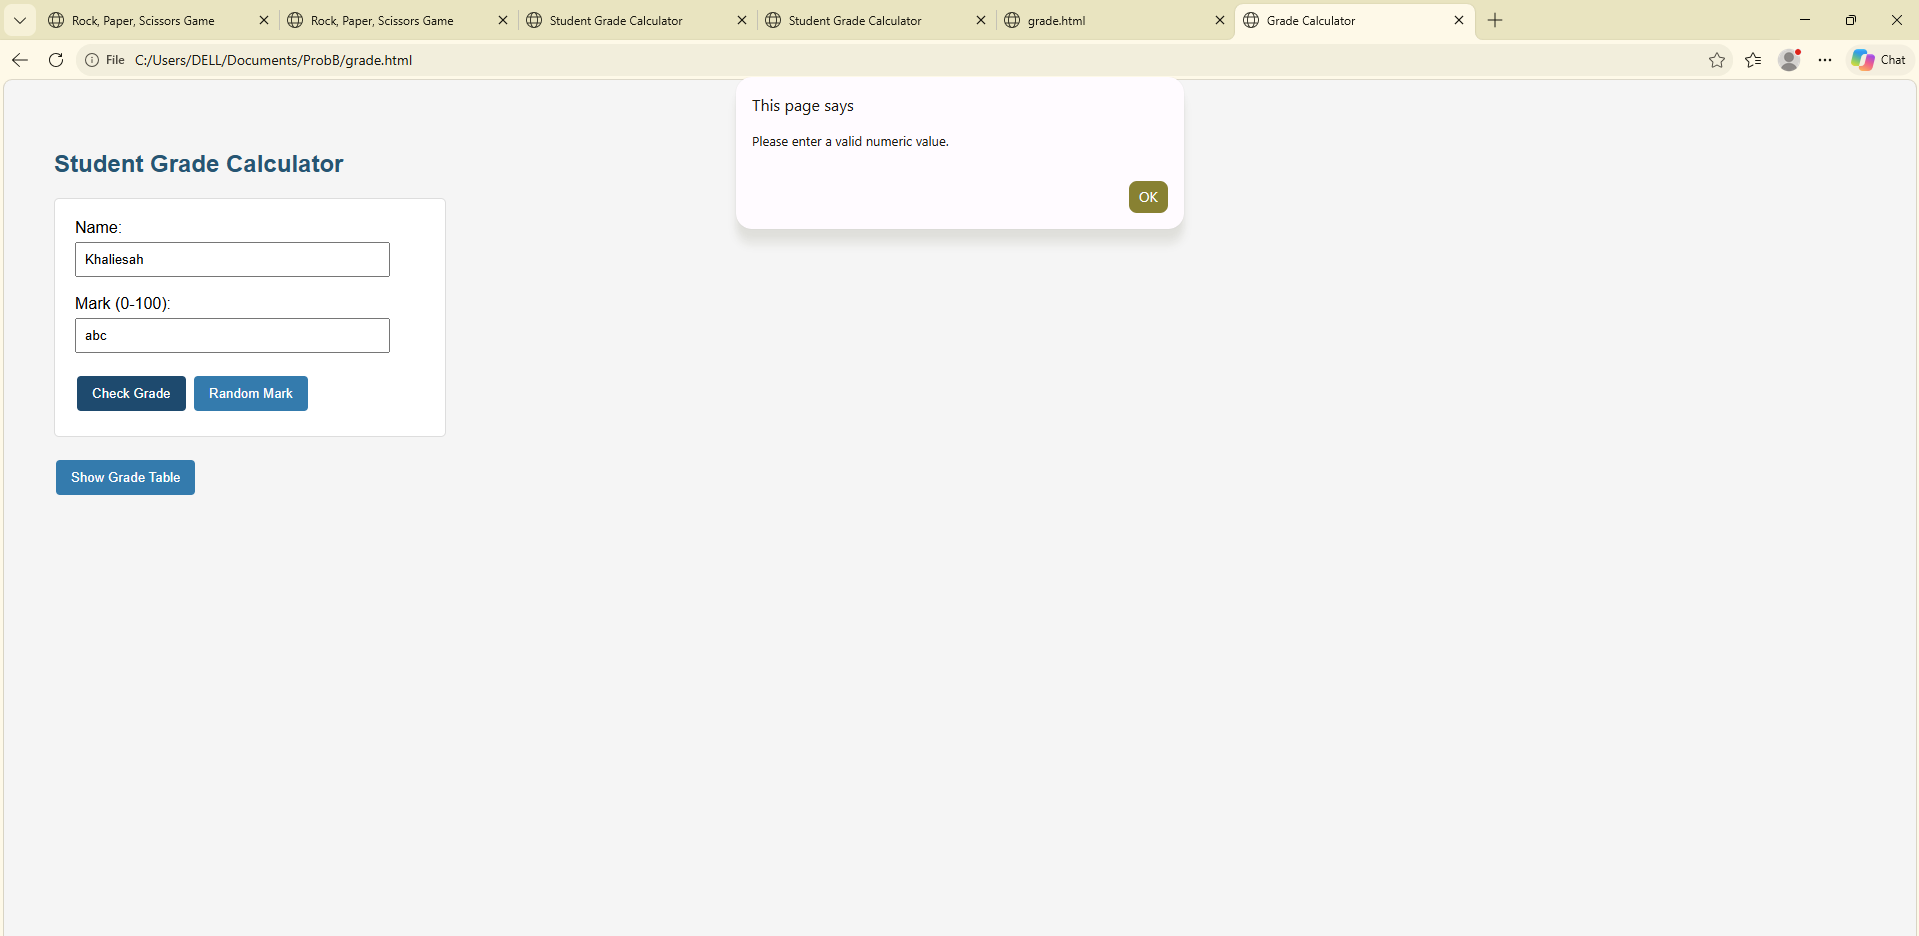 Rock, Paper, Scissors Game
Rock, Paper, Scissors Game
Student Grade Calculator
Student Grade Calculator
grade.html
Grade Calculator
File
C:/Users/DELL/Documents/ProbB/grade.html
Chat
This page says
Please enter a valid numeric value.
OK
Student Grade Calculator
Name:
Khaliesah
Mark (0-100):
abc
Check Grade
Random Mark
Show Grade Table